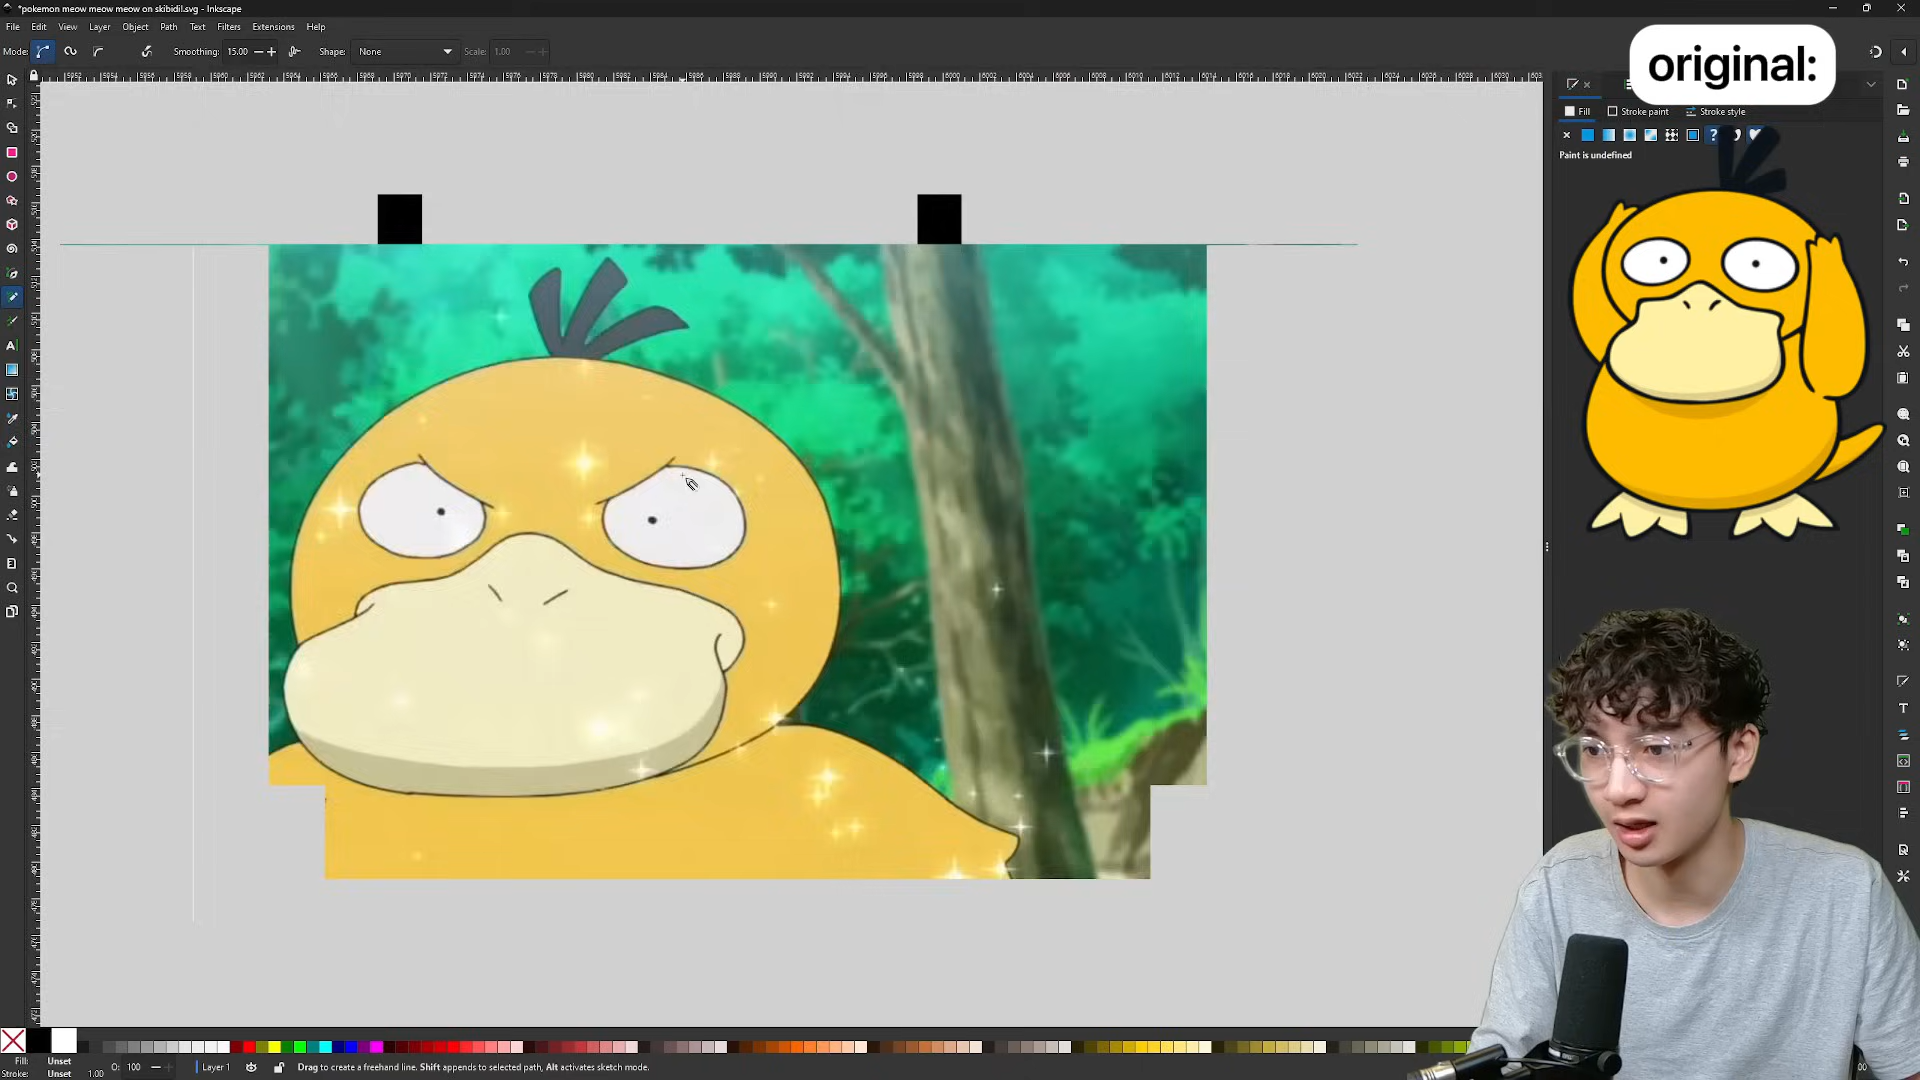 *pokemon meow meow meow on skibidi!.svg - Inkscape
File Edit View Layer Object Path Text Filters Extensions Help
Mode: Smoothing: 15.00 Shape: None Scale: 1.00
original:
Fill Stroke paint Stroke style
Paint is undefined
Fill: Unset
Stroke: Unset 1.00
O: 100
Layer 1
Drag to create a freehand line. Shift appends to selected path, Alt activates sketch mode.